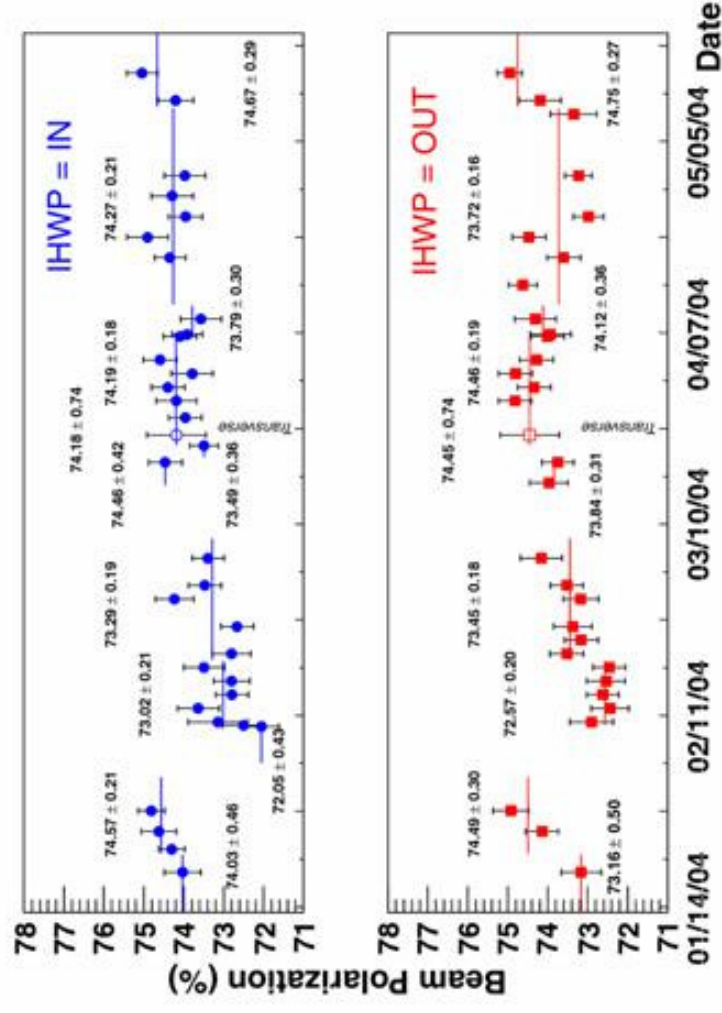 Beam Polarization (%)
78
77
76
75
74
73
72
71
IHWP = IN
74.03 ± 0.46
74.57 ± 0.21
72.05 ± 0.43
73.02 ± 0.21
73.29 ± 0.19
74.46 ± 0.42
73.49 ± 0.36
74.18 ± 0.74
Transverse
74.19 ± 0.18
73.79 ± 0.30
74.27 ± 0.21
74.67 ± 0.29
78
77
76
75
74
73
72
71
IHWP = OUT
73.16 ± 0.50
74.49 ± 0.30
72.57 ± 0.20
73.45 ± 0.18
73.84 ± 0.31
74.45 ± 0.74
Transverse
74.46 ± 0.19
74.12 ± 0.36
73.72 ± 0.16
74.75 ± 0.27
01/14/04 02/11/04 03/10/04 04/07/04 05/05/04 Date